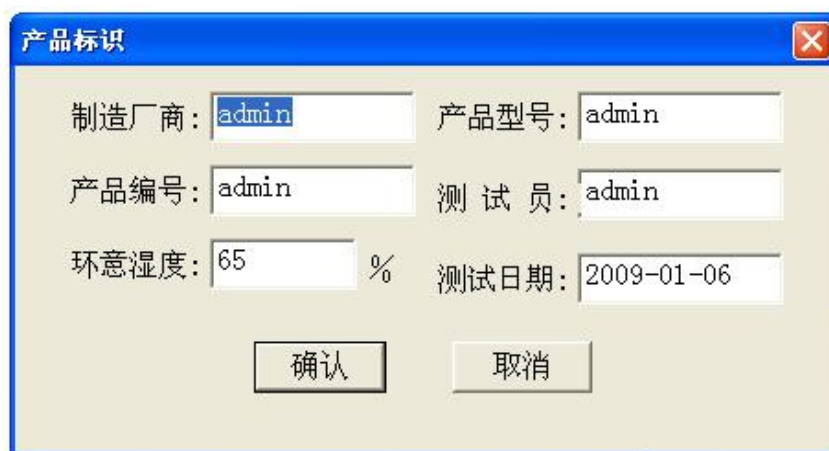 产品标识
制造厂商: admin 产品型号: admin
产品编号: admin 测 试 员: admin
环意湿度: 65 % 测试日期: 2009-01-06
确认 取消